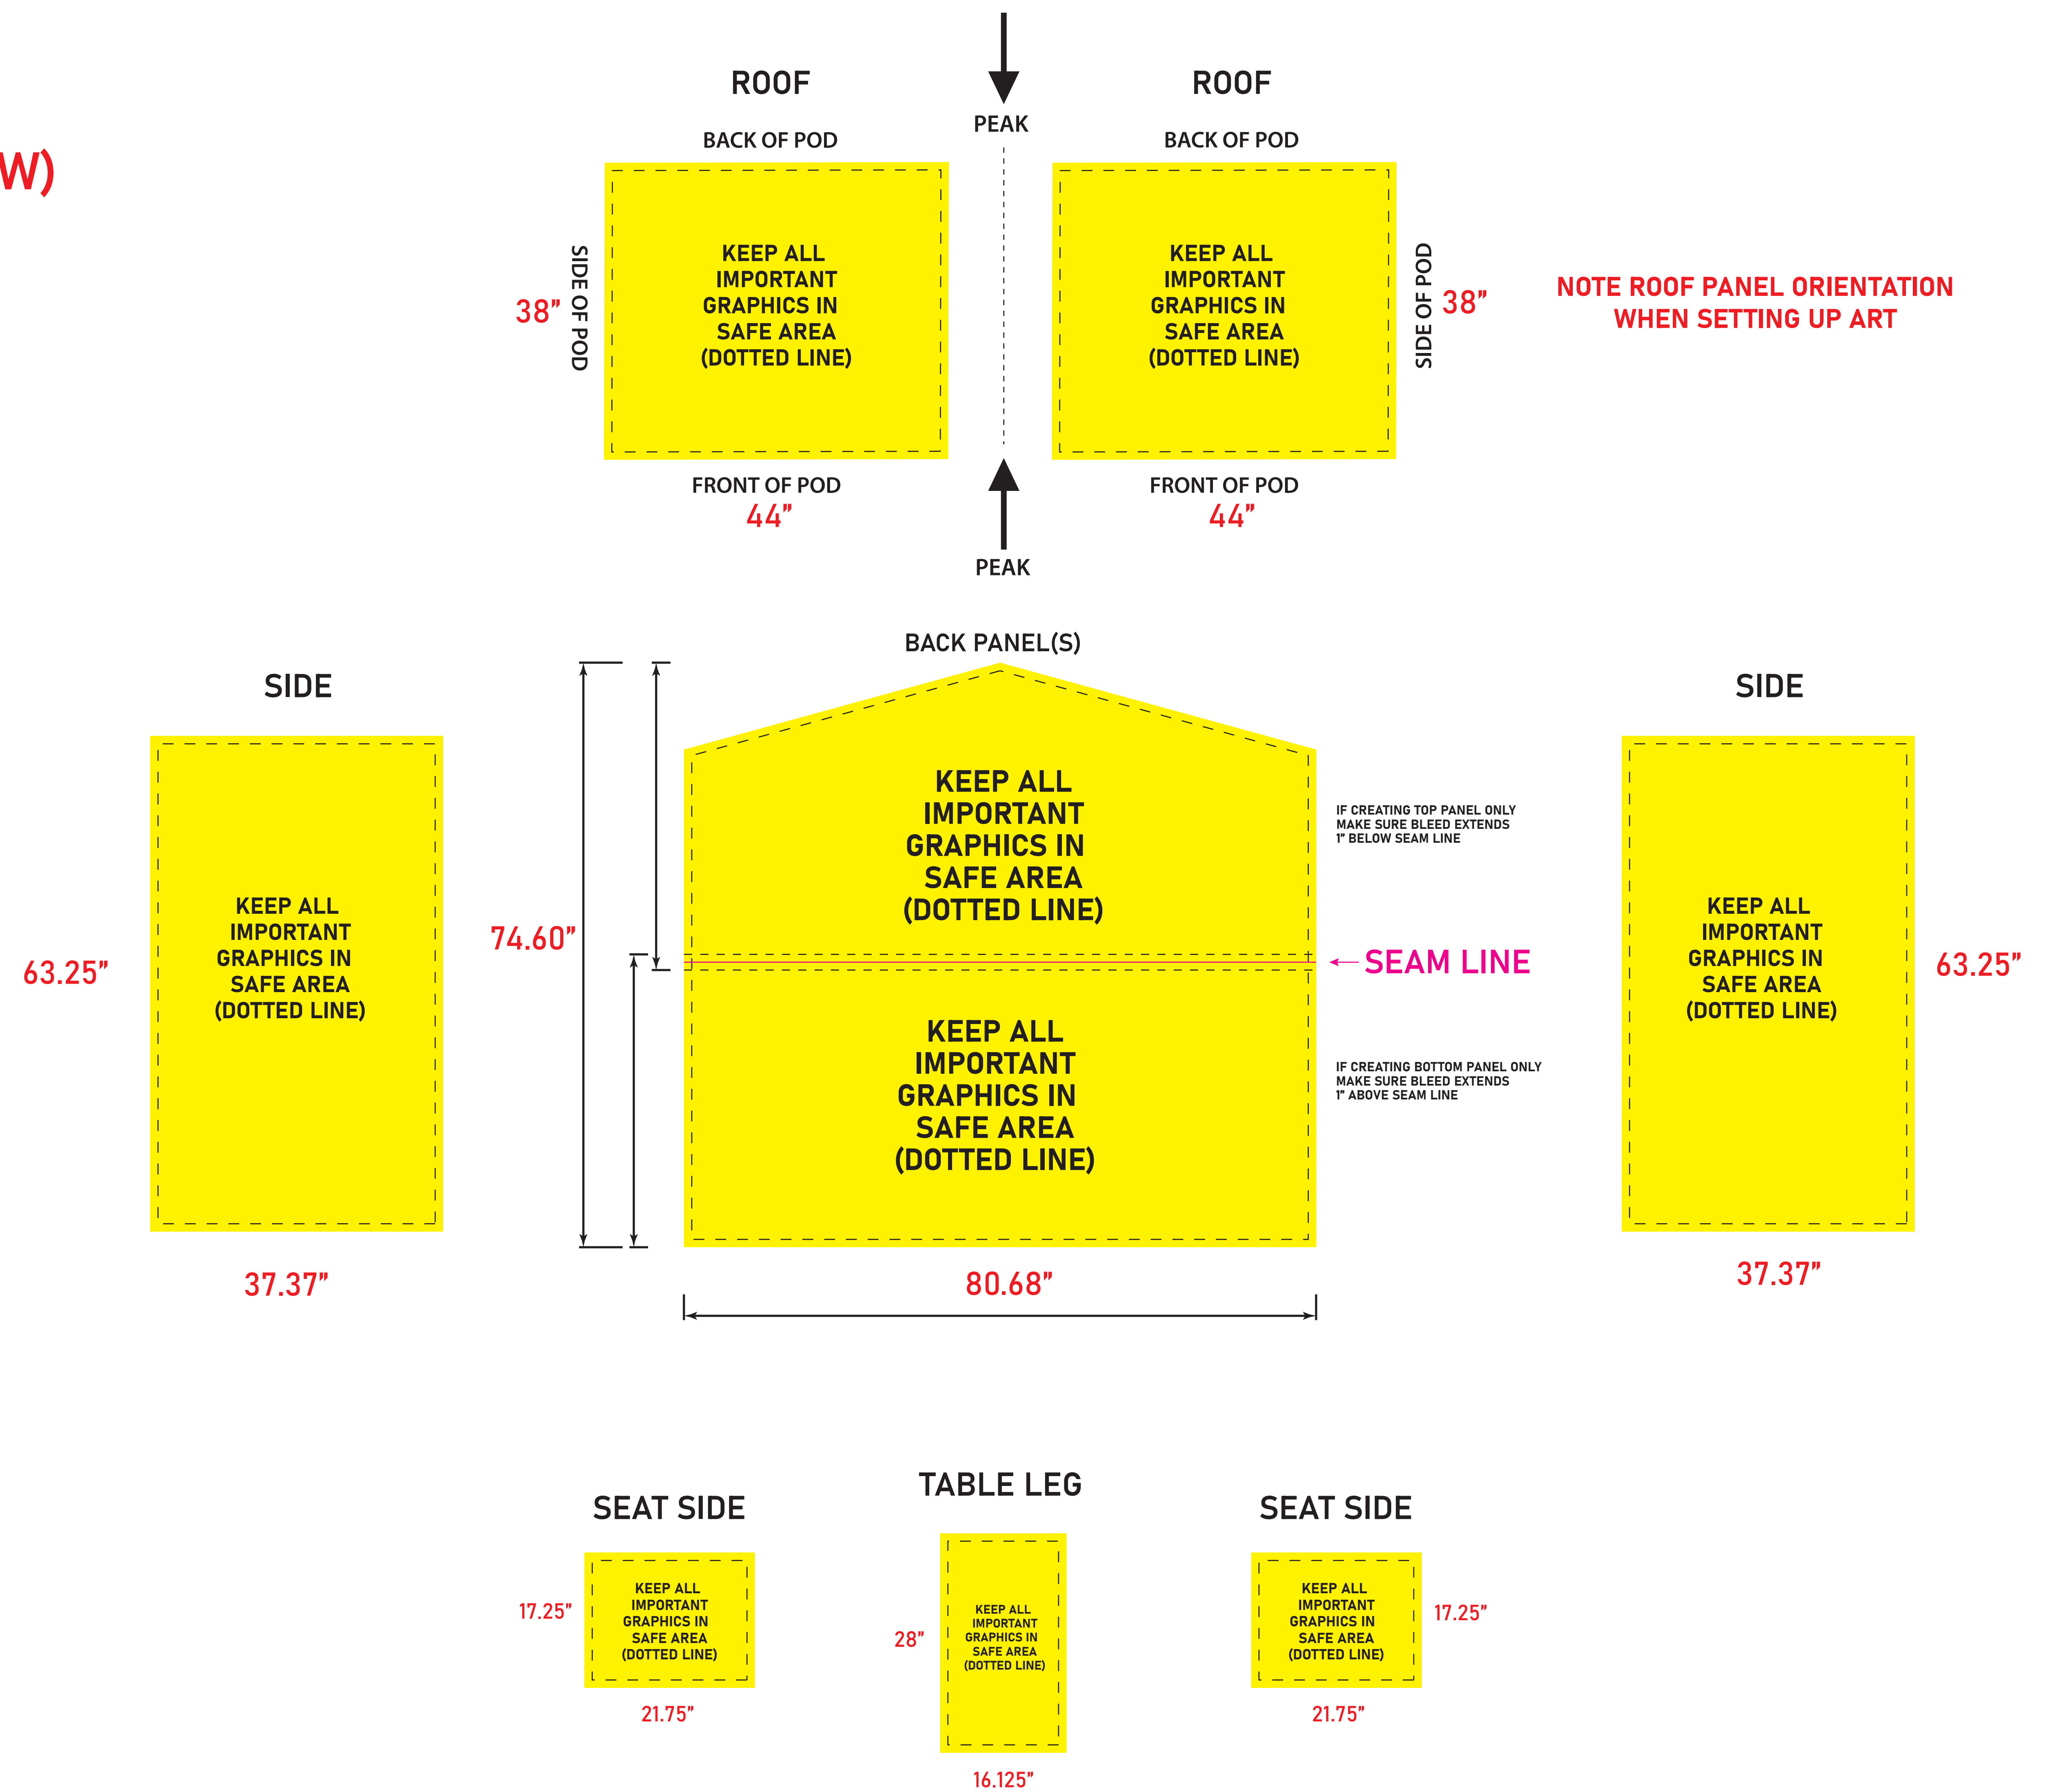 W)
ROOF
BACK OF POD
SIDE OF POD
38”
KEEP ALL
IMPORTANT
GRAPHICS IN
SAFE AREA
(DOTTED LINE)
FRONT OF POD
44”
PEAK
PEAK
ROOF
BACK OF POD
KEEP ALL
IMPORTANT
GRAPHICS IN
SAFE AREA
(DOTTED LINE)
SIDE OF POD
38”
FRONT OF POD
44”
NOTE ROOF PANEL ORIENTATION
WHEN SETTING UP ART
SIDE
63.25”
KEEP ALL
IMPORTANT
GRAPHICS IN
SAFE AREA
(DOTTED LINE)
37.37”
BACK PANEL(S)
74.60”
KEEP ALL
IMPORTANT
GRAPHICS IN
SAFE AREA
(DOTTED LINE)
IF CREATING TOP PANEL ONLY
MAKE SURE BLEED EXTENDS
1” BELOW SEAM LINE
SEAM LINE
KEEP ALL
IMPORTANT
GRAPHICS IN
SAFE AREA
(DOTTED LINE)
IF CREATING BOTTOM PANEL ONLY
MAKE SURE BLEED EXTENDS
1” ABOVE SEAM LINE
80.68”
SIDE
KEEP ALL
IMPORTANT
GRAPHICS IN
SAFE AREA
(DOTTED LINE)
63.25”
37.37”
SEAT SIDE
17.25”
KEEP ALL
IMPORTANT
GRAPHICS IN
SAFE AREA
(DOTTED LINE)
21.75”
TABLE LEG
28”
KEEP ALL
IMPORTANT
GRAPHICS IN
SAFE AREA
(DOTTED LINE)
16.125”
SEAT SIDE
KEEP ALL
IMPORTANT
GRAPHICS IN
SAFE AREA
(DOTTED LINE)
17.25”
21.75”